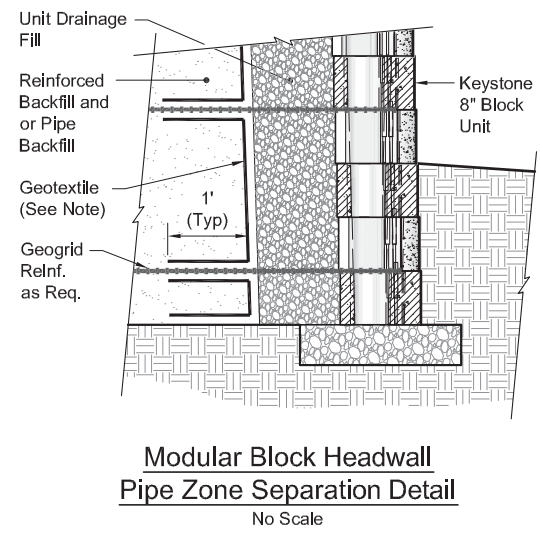 Unit Drainage
Fill
Reinforced
Backfill and
or Pipe
Backfill
Geotextile
(See Note)
1'
(Typ)
Geogrid
Reinf.
as Req.
Keystone
8" Block
Unit
Modular Block Headwall
Pipe Zone Separation Detail
No Scale